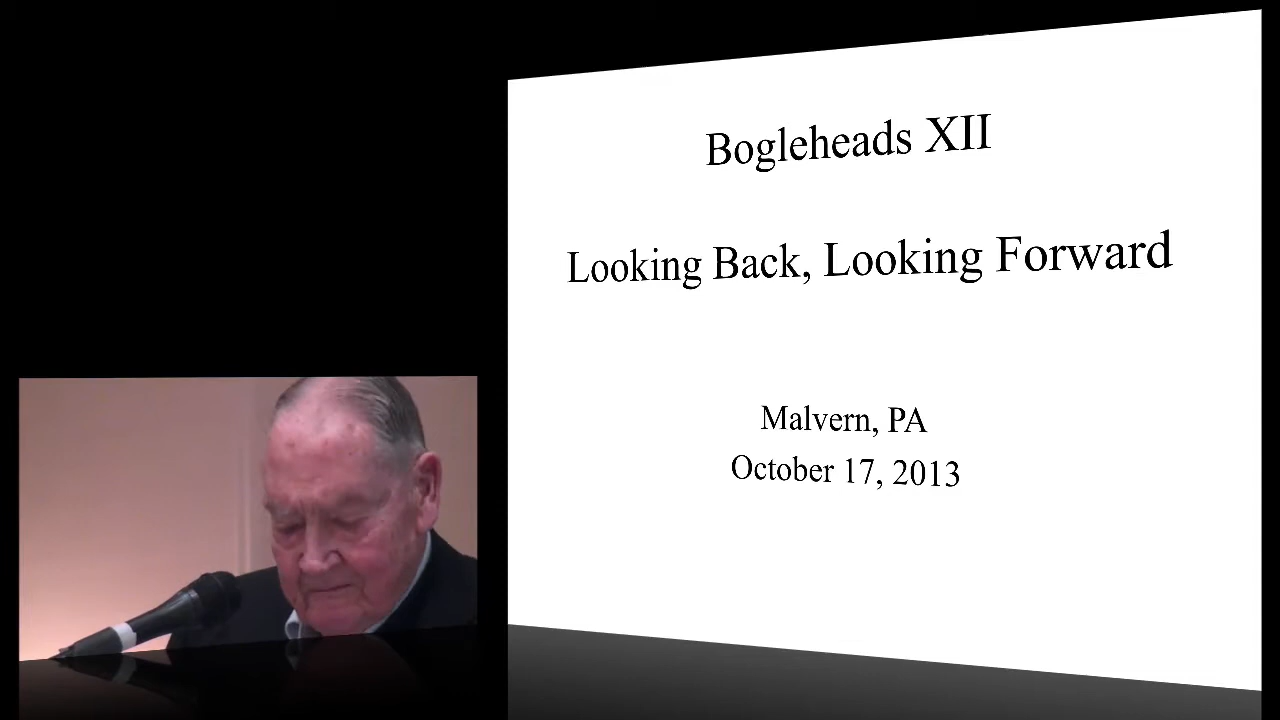 Bogleheads XII
Looking Back, Looking Forward
Malvern, PA
October 17, 2013